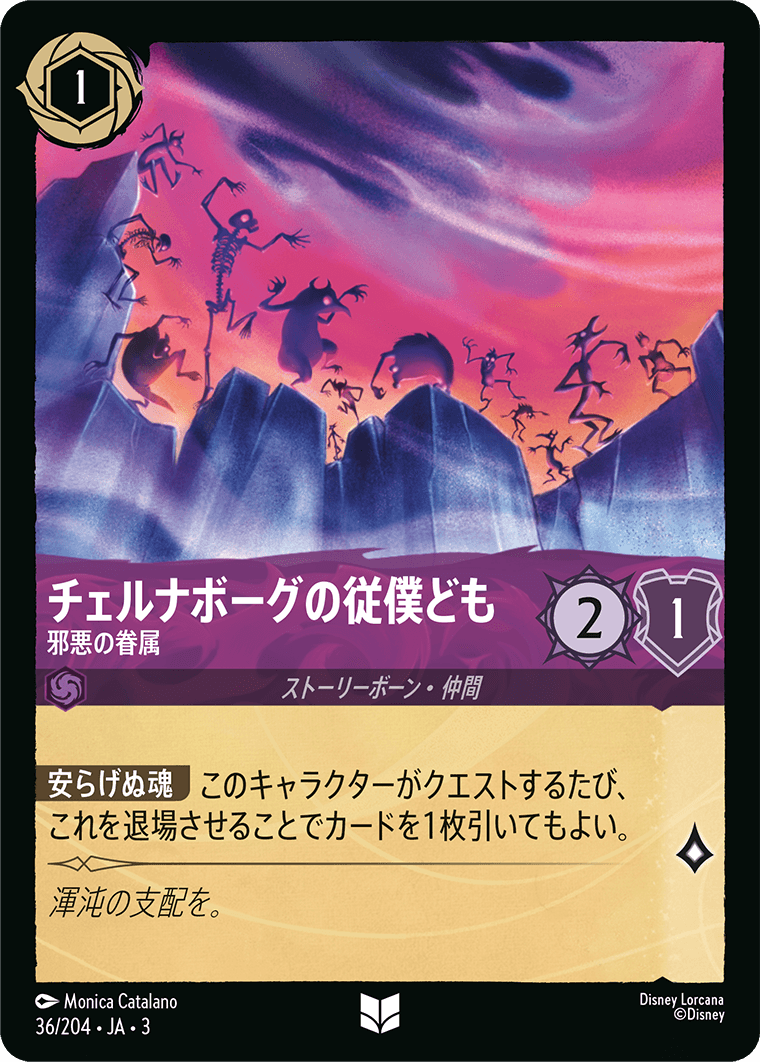 1
チェルナボーグの従僕ども
邪悪の眷属
2
1
ストーリーボーン・仲間
安らげぬ魂 このキャラクターがクエストするたび、
これを退場させることでカードを1枚引いてもよい。
渾沌の支配を。
Monica Catalano
36/204・JA・3
Disney Lorcana
©Disney